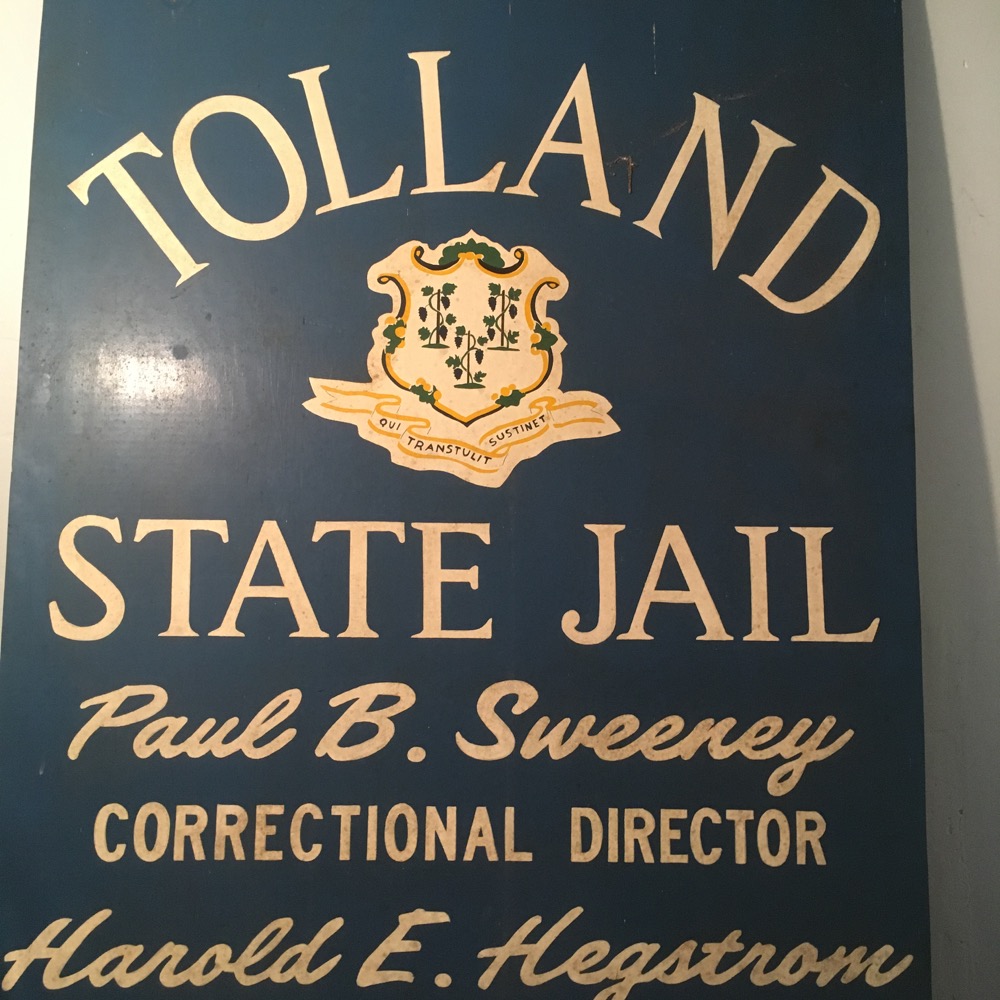 TOLLAND
QUI TRANSTULIT SUSTINET
STATE JAIL
Paul B. Sweeney
CORRECTIONAL DIRECTOR
Harold E. Hegstrom